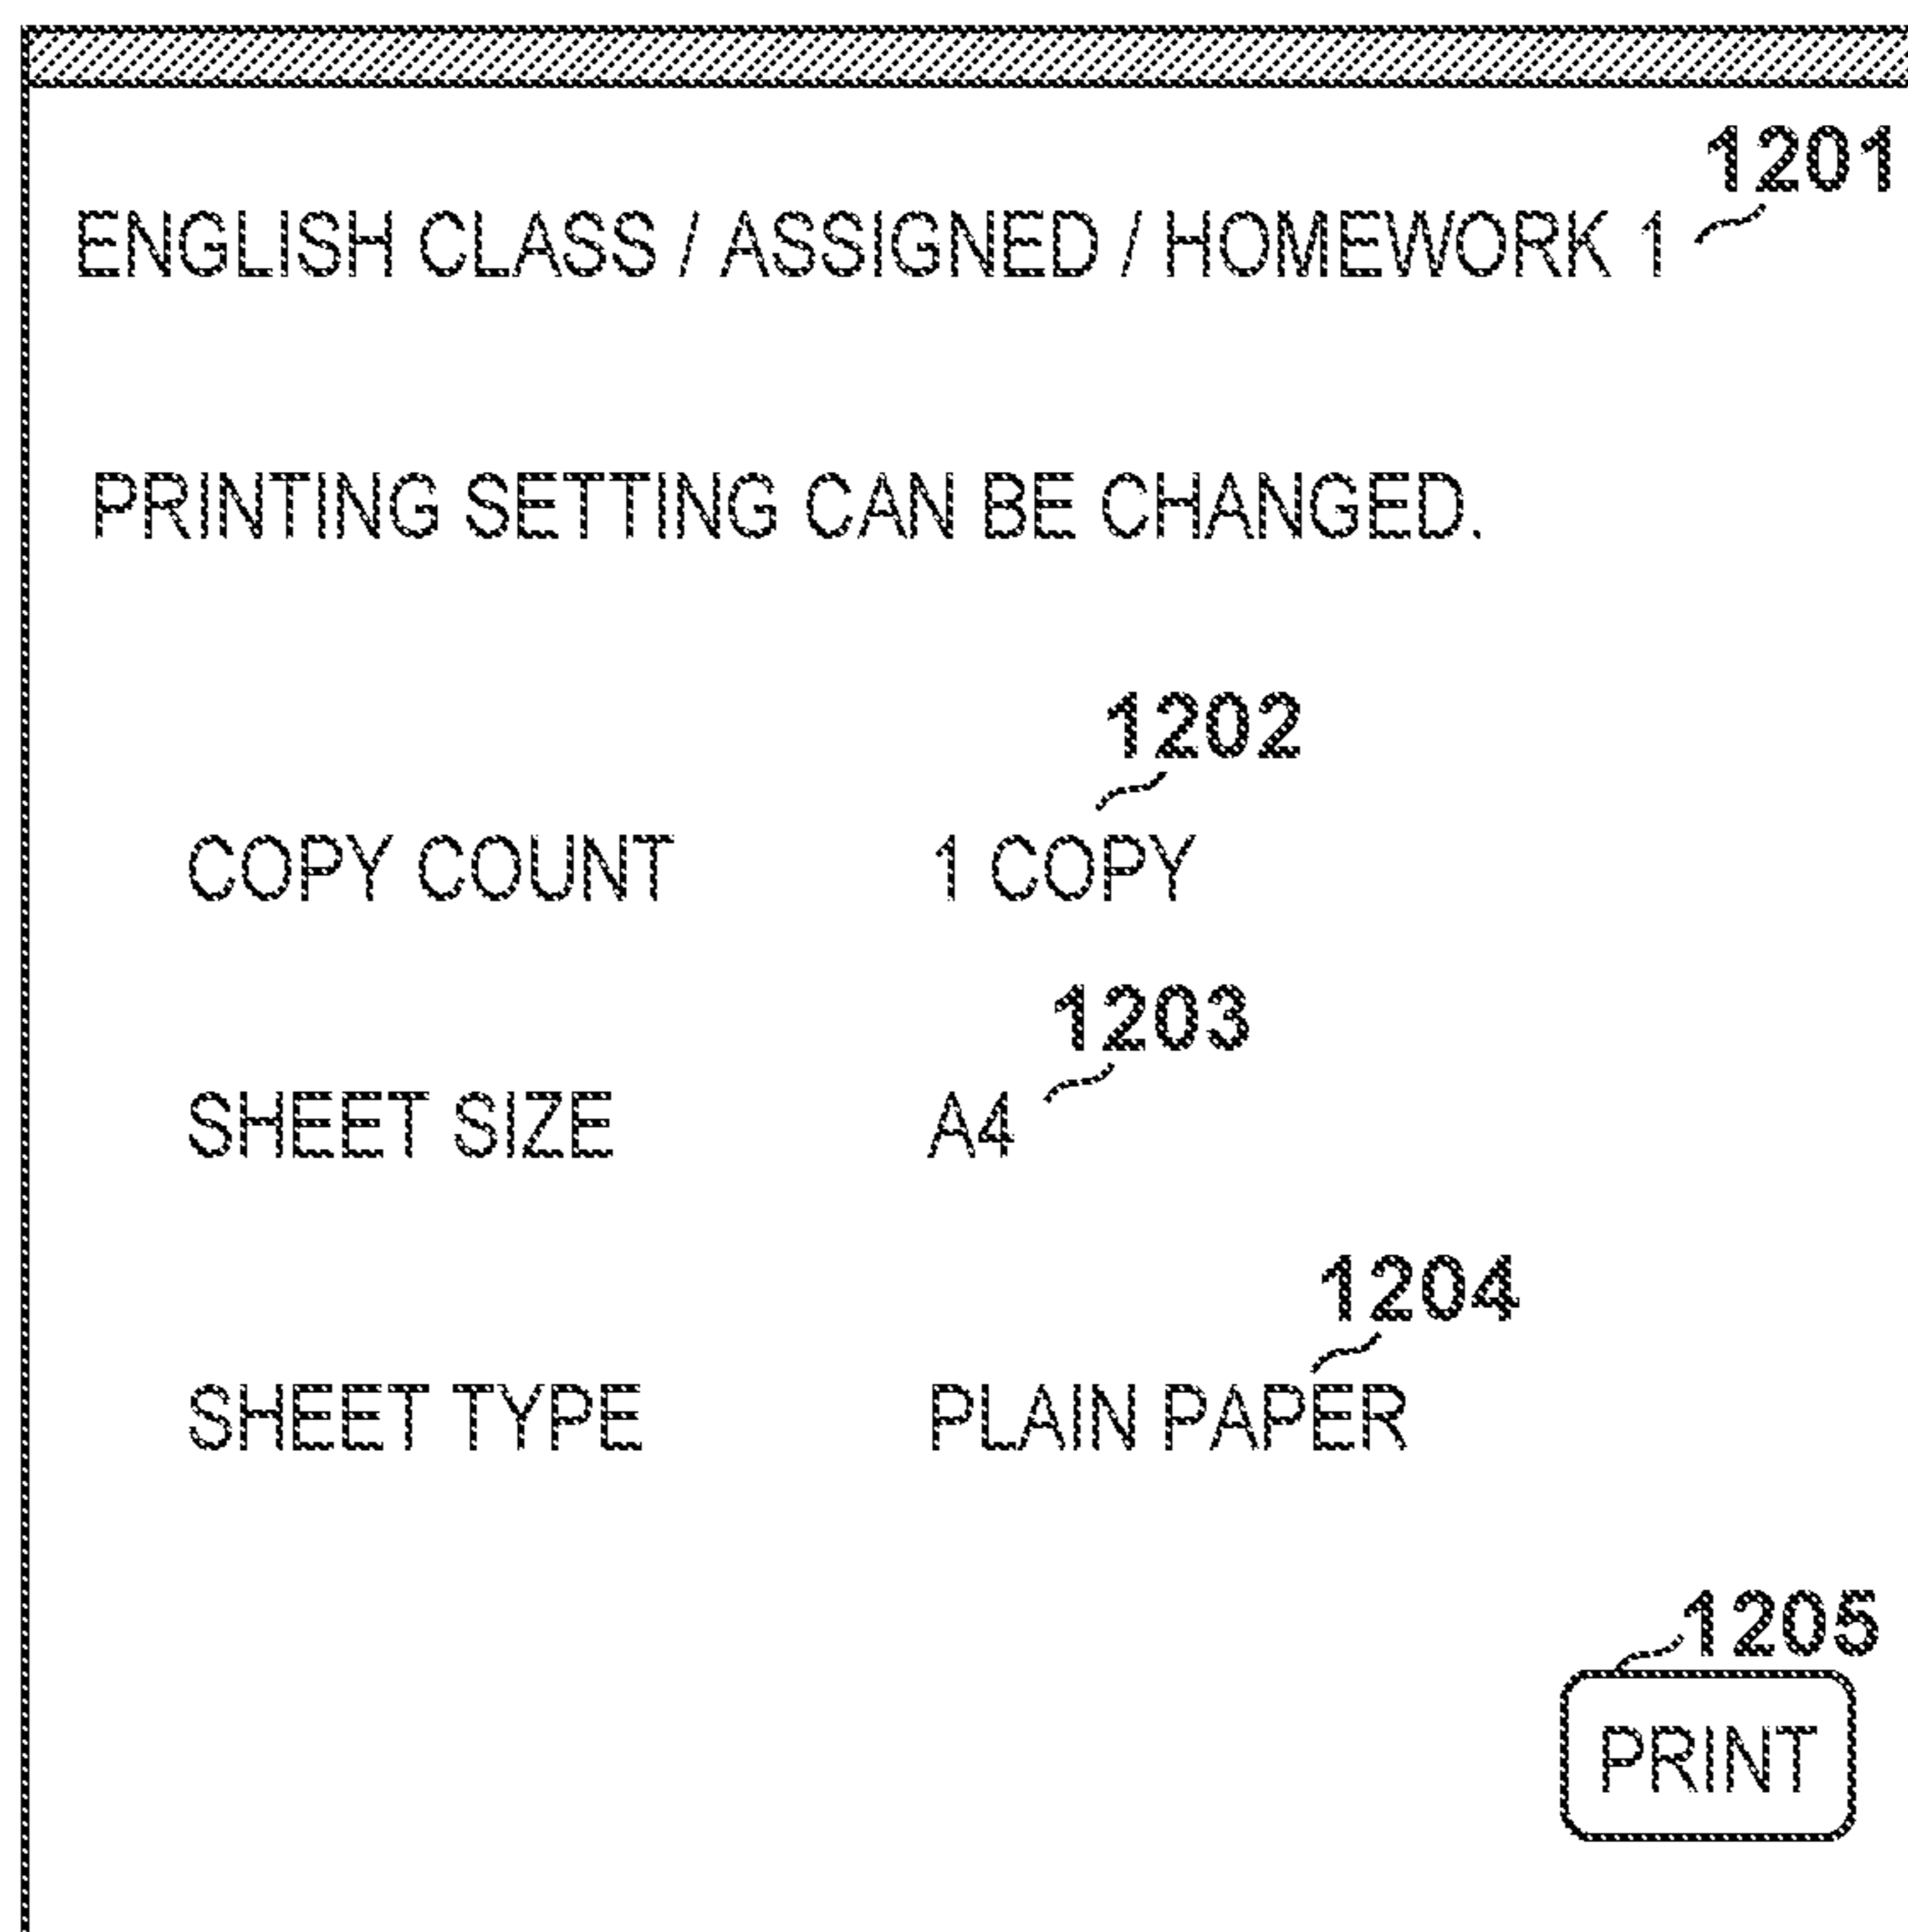 1201
ENGLISH CLASS / ASSIGNED / HOMEWORK 1
PRINTING SETTING CAN BE CHANGED.
1202
COPY COUNT 1 COPY
1203
SHEET SIZE A4
1204
SHEET TYPE PLAIN PAPER
1205
PRINT